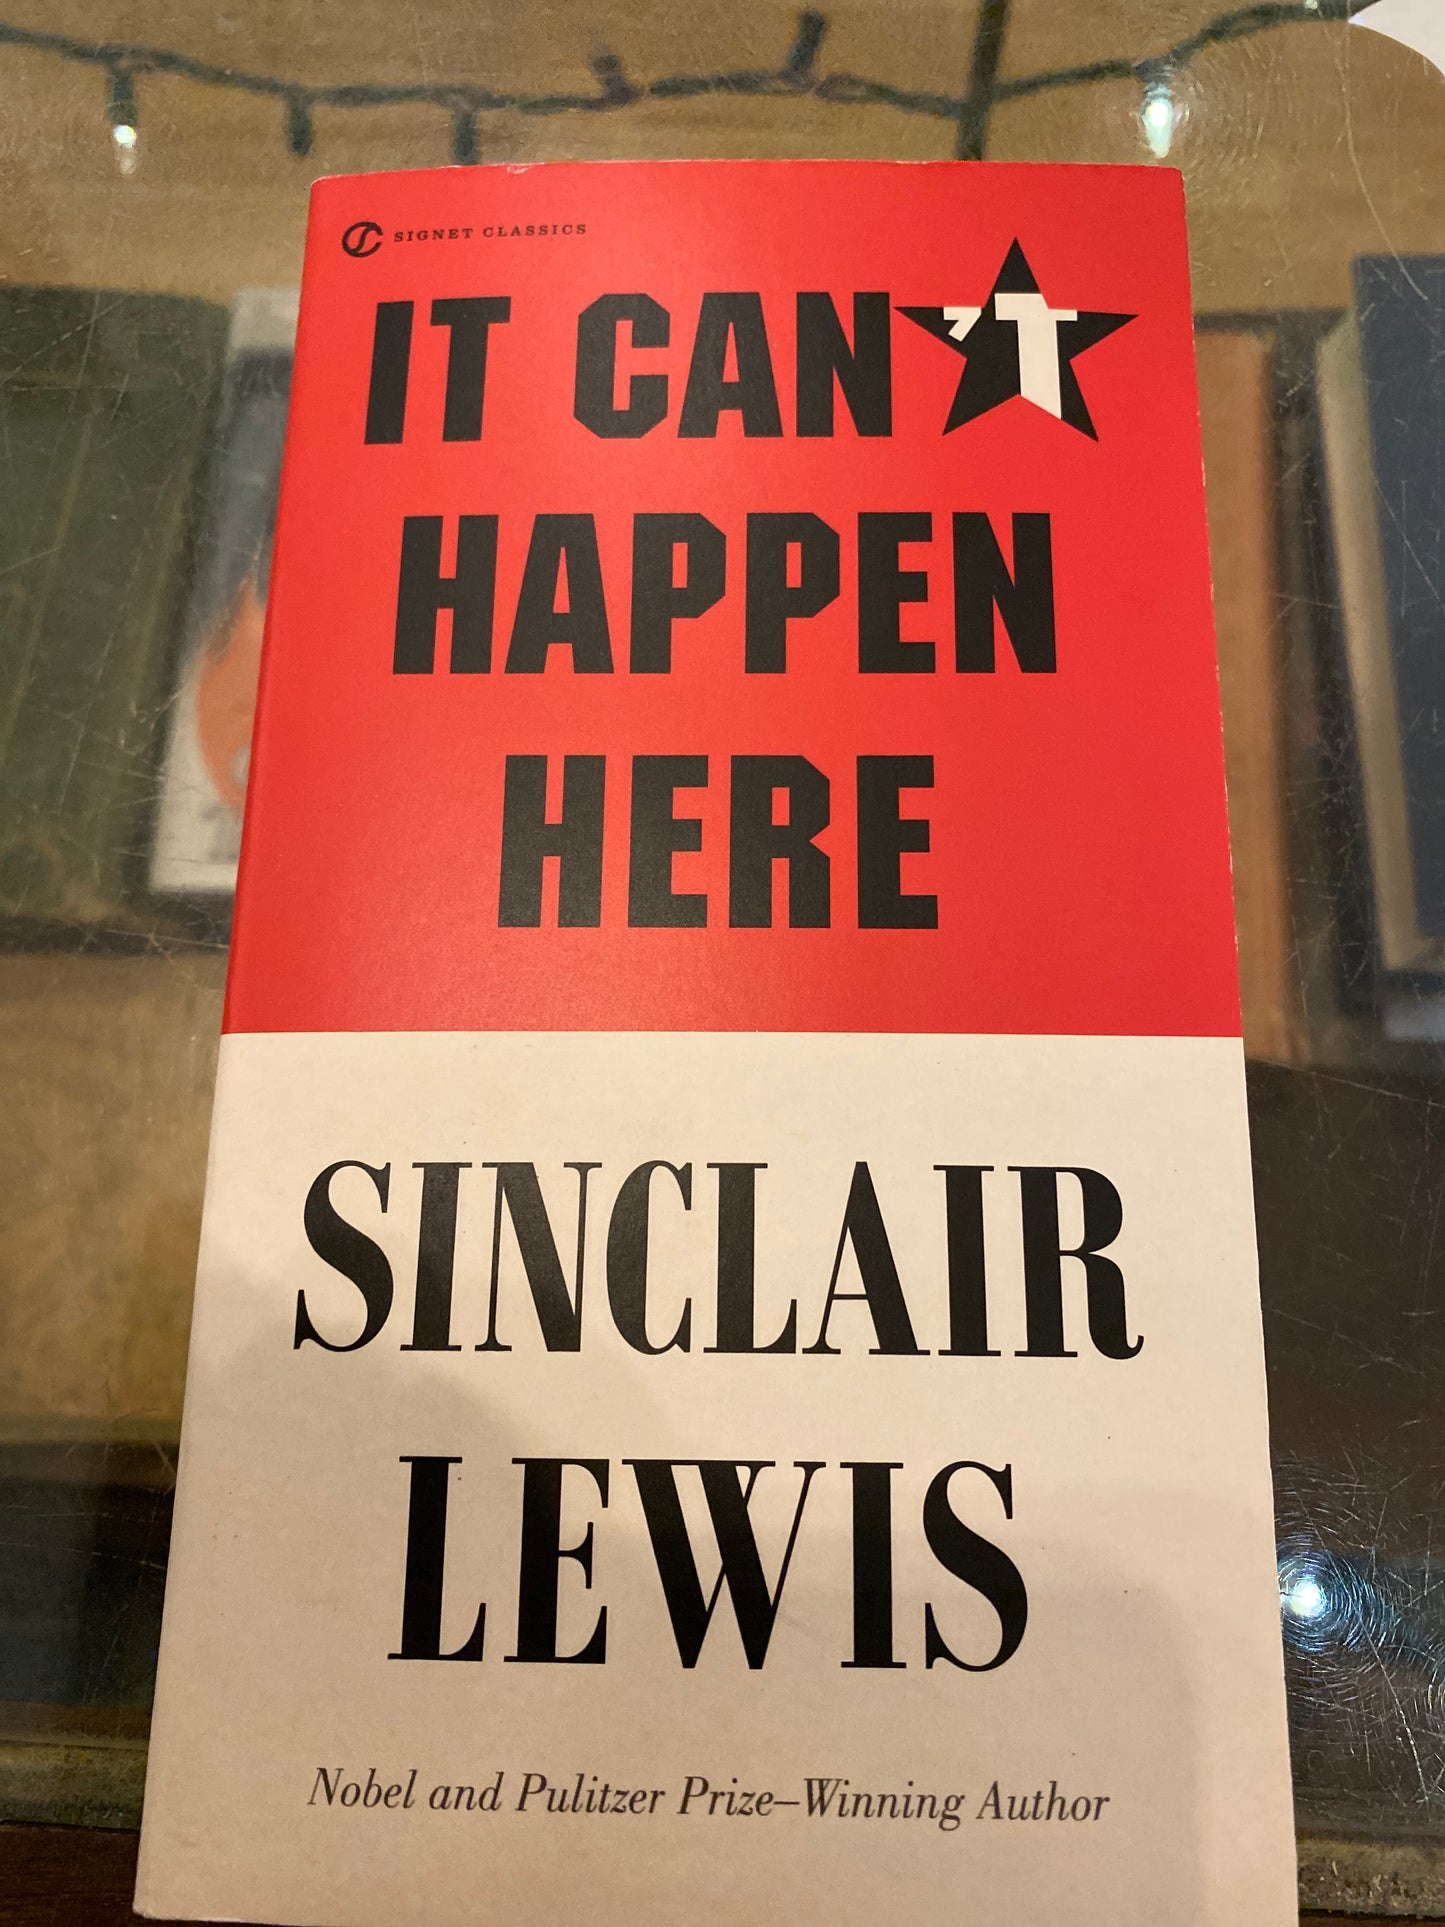 SIGNET CLASSICS
IT CAN'T
HAPPEN
HERE
SINCLAIR
LEWIS
Nobel and Pulitzer Prize–Winning Author